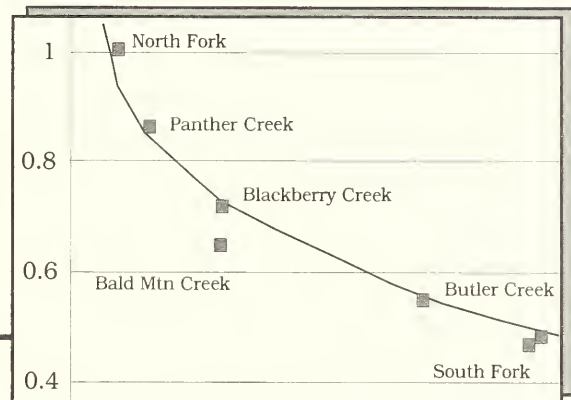 1
North Fork
Panther Creek
0.8
Blackberry Creek
0.6
Bald Mtn Creek
Butler Creek
South Fork
0.4